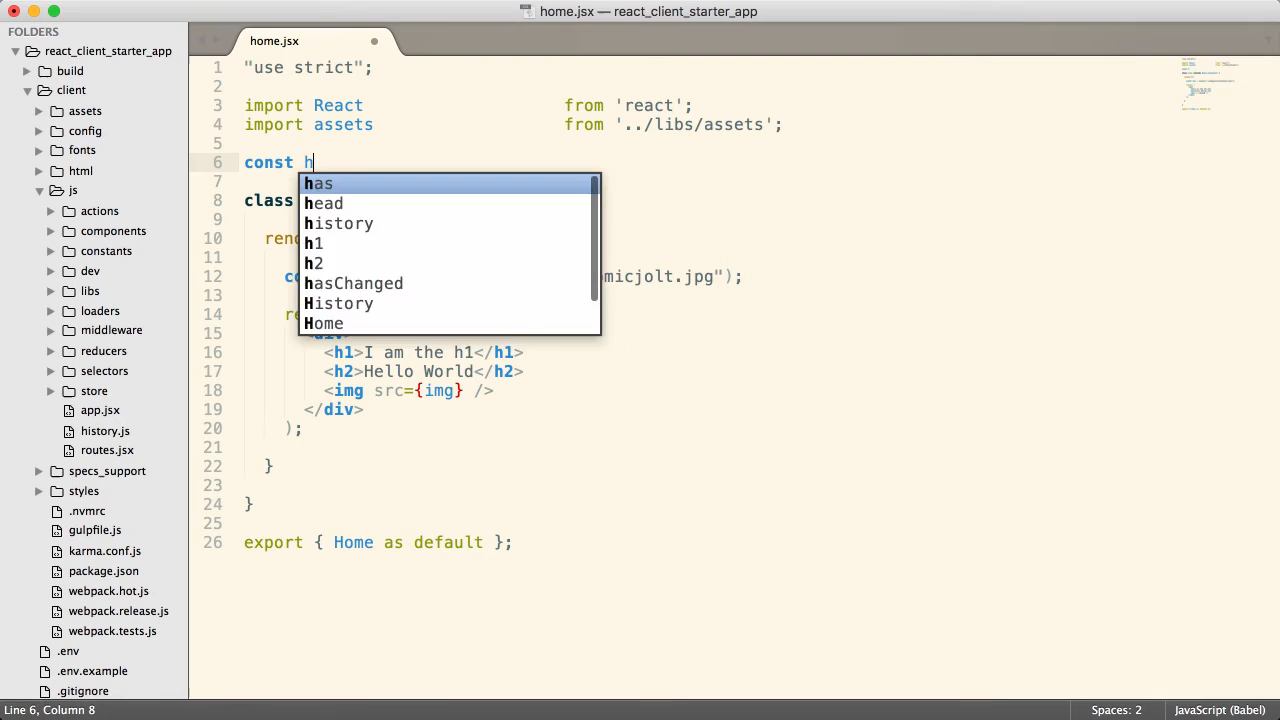 home.jsx — react_client_starter_app
FOLDERS
react_client_starter_app
build
client
assets
config
fonts
html
js
actions
components
constants
dev
libs
loaders
middleware
reducers
selectors
store
app.jsx
history.js
routes.jsx
specs_support
styles
.nvmrc
gulpfile.js
karma.conf.js
package.json
webpack.hot.js
webpack.release.js
webpack.tests.js
.env
.env.example
.gitignore
home.jsx
1 "use strict";
2
3 import React from 'react';
4 import assets from '../libs/assets';
5
6 const h
has
head
history
h1
h2
hasChanged
History
Home
7
8 class
9
10 ren
11
12 co micjolt.jpg");
13
14 re
15 <div>
16 <h1>I am the h1</h1>
17 <h2>Hello World</h2>
18 <img src={img} />
19 </div>
20 );
21
22 }
23
24 }
25
26 export { Home as default };
Line 6, Column 8
Spaces: 2
JavaScript (Babel)